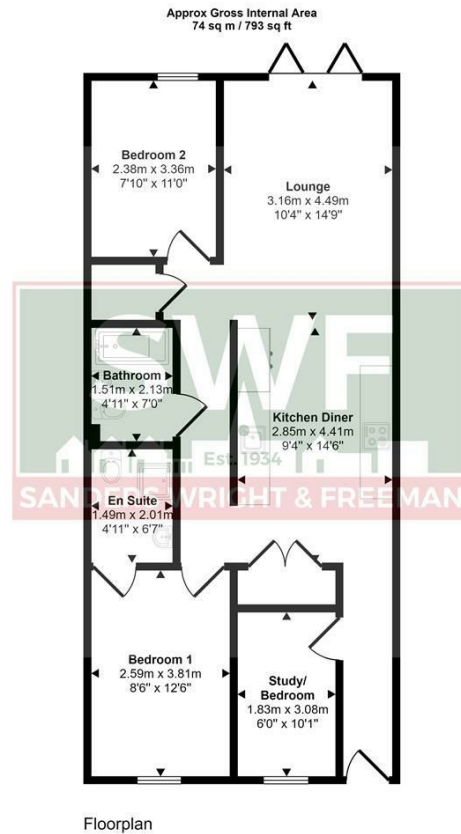 Approx Gross Internal Area
74 sq m / 793 sq ft
Bedroom 2
2.38m x 3.36m
7'10" x 11'0"
Lounge
3.16m x 4.49m
10'4" x 14'9"
SWF
Bathroom
1.51m x 2.13m
4'11" x 7'0"
Kitchen Diner
2.85m x 4.41m
9'4" x 14'6"
Est. 1934
SANDERS WRIGHT & FREEMAN
En Suite
1.49m x 2.01m
4'11" x 6'7"
Bedroom 1
2.59m x 3.81m
8'6" x 12'6"
Study/
Bedroom
1.83m x 3.08m
6'0" x 10'1"
Floorplan